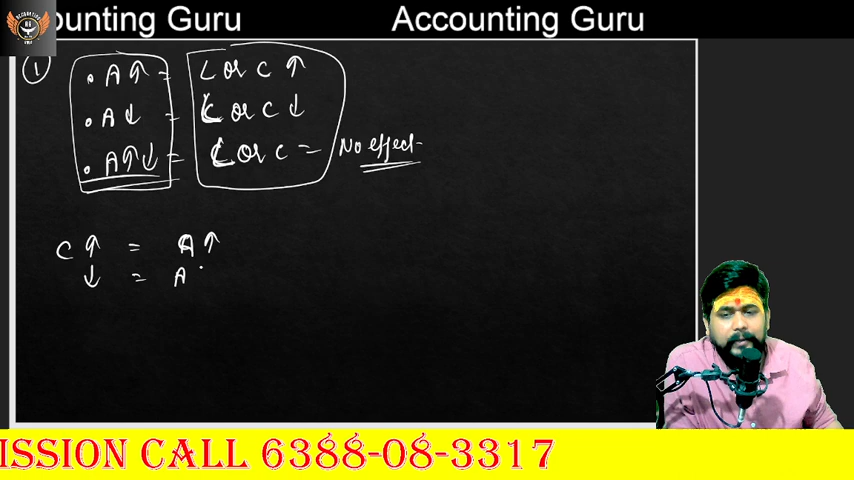 ounting Guru
Accounting Guru
1
. A ↑ = L or C ↑
. A ↓ = L or C ↓
. A ↑↓ = L or C = No effect
C ↑ = A ↑
↓ = A
ISSION CALL 6388-08-3317